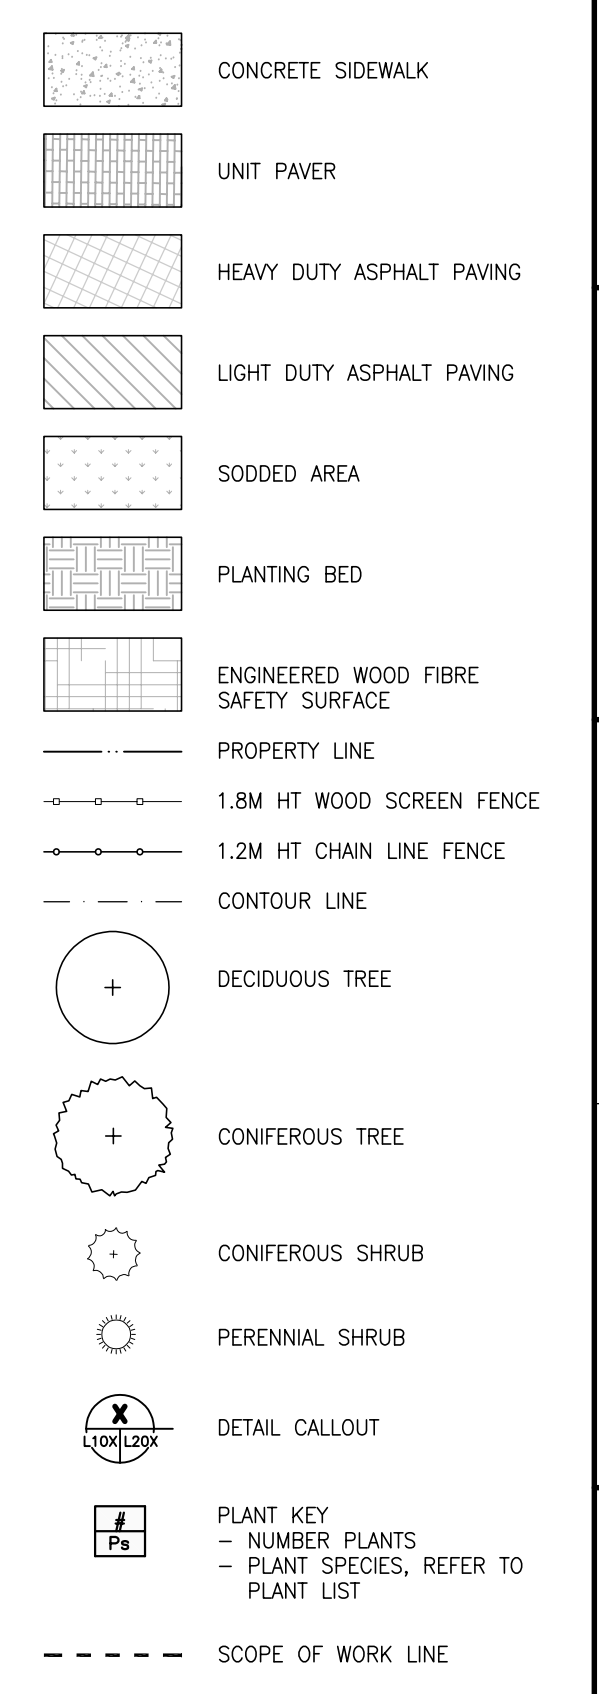 CONCRETE SIDEWALK
UNIT PAVER
HEAVY DUTY ASPHALT PAVING
LIGHT DUTY ASPHALT PAVING
SODDED AREA
PLANTING BED
ENGINEERED WOOD FIBRE
SAFETY SURFACE
PROPERTY LINE
1.8M HT WOOD SCREEN FENCE
1.2M HT CHAIN LINE FENCE
CONTOUR LINE
DECIDUOUS TREE
CONIFEROUS TREE
CONIFEROUS SHRUB
PERENNIAL SHRUB
X
L10X L20X
DETAIL CALLOUT
#
Ps
PLANT KEY
– NUMBER PLANTS
– PLANT SPECIES, REFER TO
PLANT LIST
SCOPE OF WORK LINE